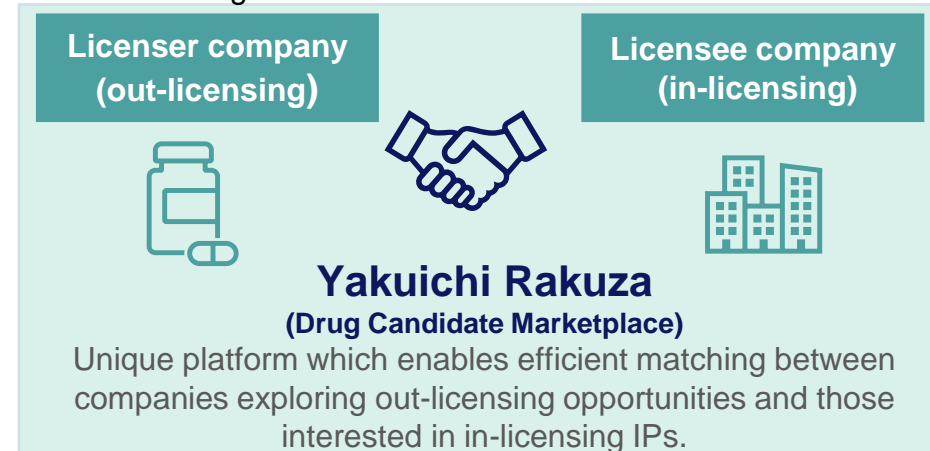 Licenser company
(out-licensing)
Licensee company
(in-licensing)
Yakuichi Rakuza
(Drug Candidate Marketplace)
Unique platform which enables efficient matching between
companies exploring out-licensing opportunities and those
interested in in-licensing IPs.